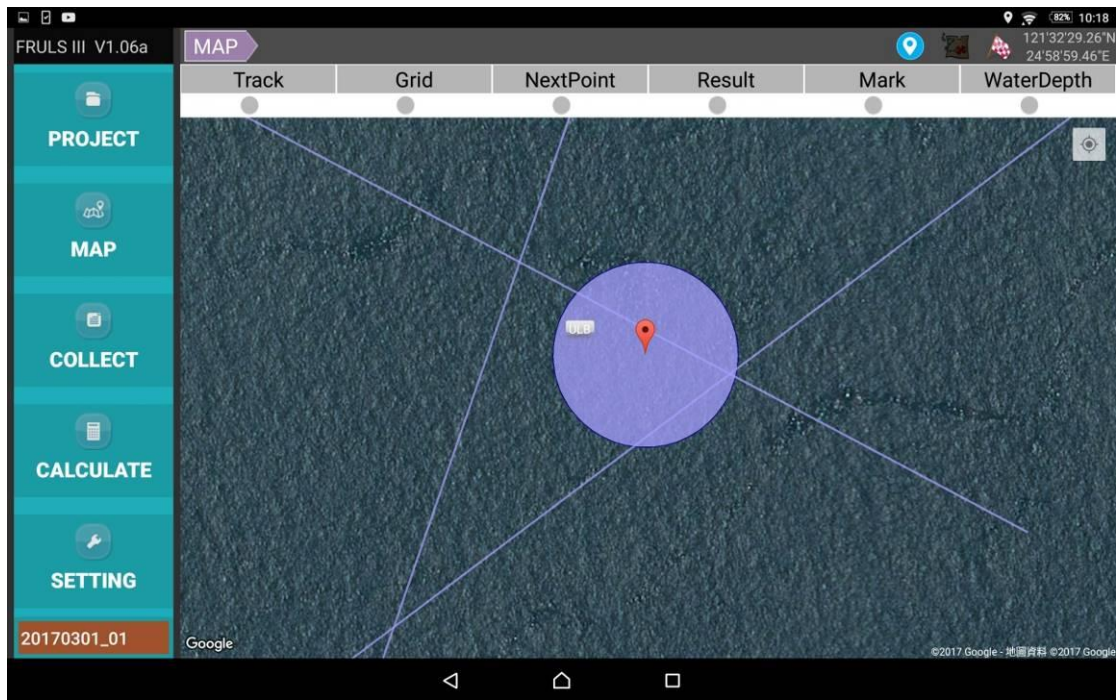 82% 10:18
FRULS III V1.06a
MAP
121'32'29.26"N
24'58'59.46"E
Track Grid NextPoint Result Mark WaterDepth
PROJECT
MAP
COLLECT
CALCULATE
SETTING
20170301_01
ULB
Google
©2017 Google - 地圖資料 ©2017 Google